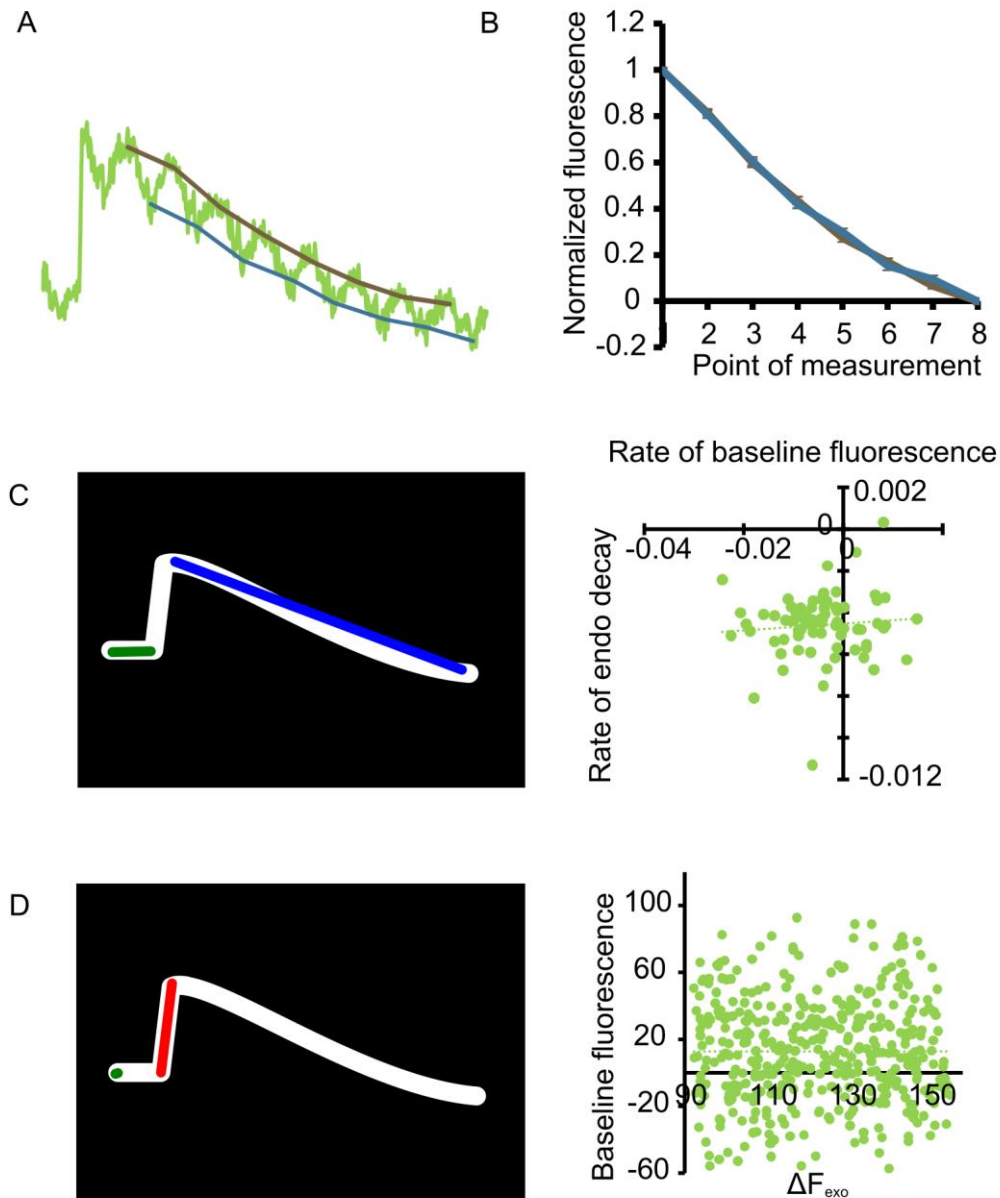 A
B
Normalized fluorescence
1.2
1
0.8
0.6
0.4
0.2
0
-0.2
1 2 3 4 5 6 7 8
Point of measurement
C
Rate of baseline fluorescence
Rate of endo decay
0.002
0
-0.04 -0.02 0
-0.012
D
Baseline fluorescence
100
60
20
-20
-60
90 110 130 150
ΔFexo